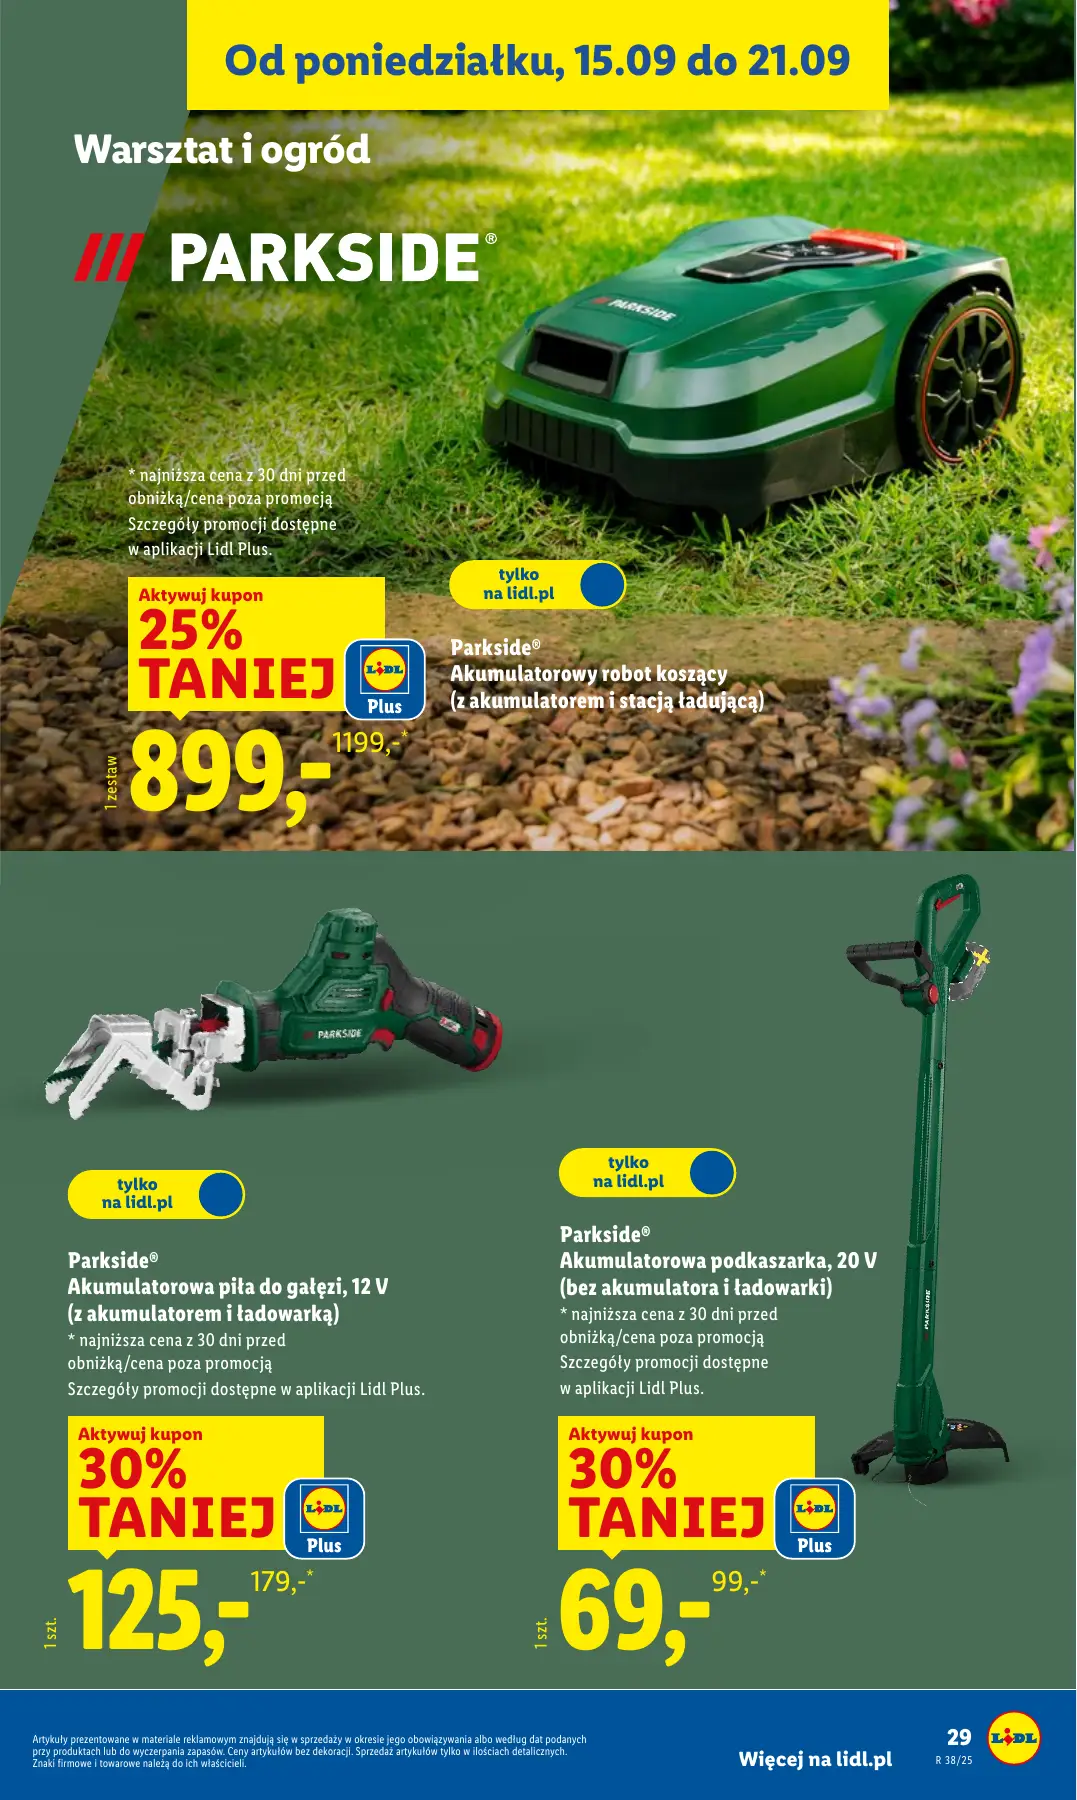 Od poniedziałku, 15.09 do 21.09
Warsztat i ogród
PARKSIDE®
PARKSIDE
* najniższa cena z 30 dni przed
obniżką/cena poza promocją
Szczegóły promocji dostępne
w aplikacji Lidl Plus.
tylko
na lidl.pl
Aktywuj kupon
25%
TANIEJ
LIDL
Plus
Parkside®
Akumulatorowy robot koszący
(z akumulatorem i stacją ładującą)
1199,-*
899,-
1 zestaw
PARKSIDE
tylko
na lidl.pl
Parkside®
Akumulatorowa piła do gałęzi, 12 V
(z akumulatorem i ładowarką)
* najniższa cena z 30 dni przed
obniżką/cena poza promocją
Szczegóły promocji dostępne w aplikacji Lidl Plus.
Aktywuj kupon
30%
TANIEJ
LIDL
Plus
179,-*
125,-
1 szt.
tylko
na lidl.pl
Parkside®
Akumulatorowa podkaszarka, 20 V
(bez akumulatora i ładowarki)
* najniższa cena z 30 dni przed
obniżką/cena poza promocją
Szczegóły promocji dostępne
w aplikacji Lidl Plus.
PARKSIDE
Aktywuj kupon
30%
TANIEJ
LIDL
Plus
99,-*
69,-
1 szt.
Artykuły prezentowane w materiale reklamowym znajdują się w sprzedaży w okresie jego obowiązywania albo według dat podanych
przy produktach lub do wyczerpania zapasów. Ceny artykułów bez dekoracji. Sprzedaż artykułów tylko w ilościach detalicznych.
Znaki firmowe i towarowe należą do ich właścicieli.
Więcej na lidl.pl
29
R 38/25
LIDL